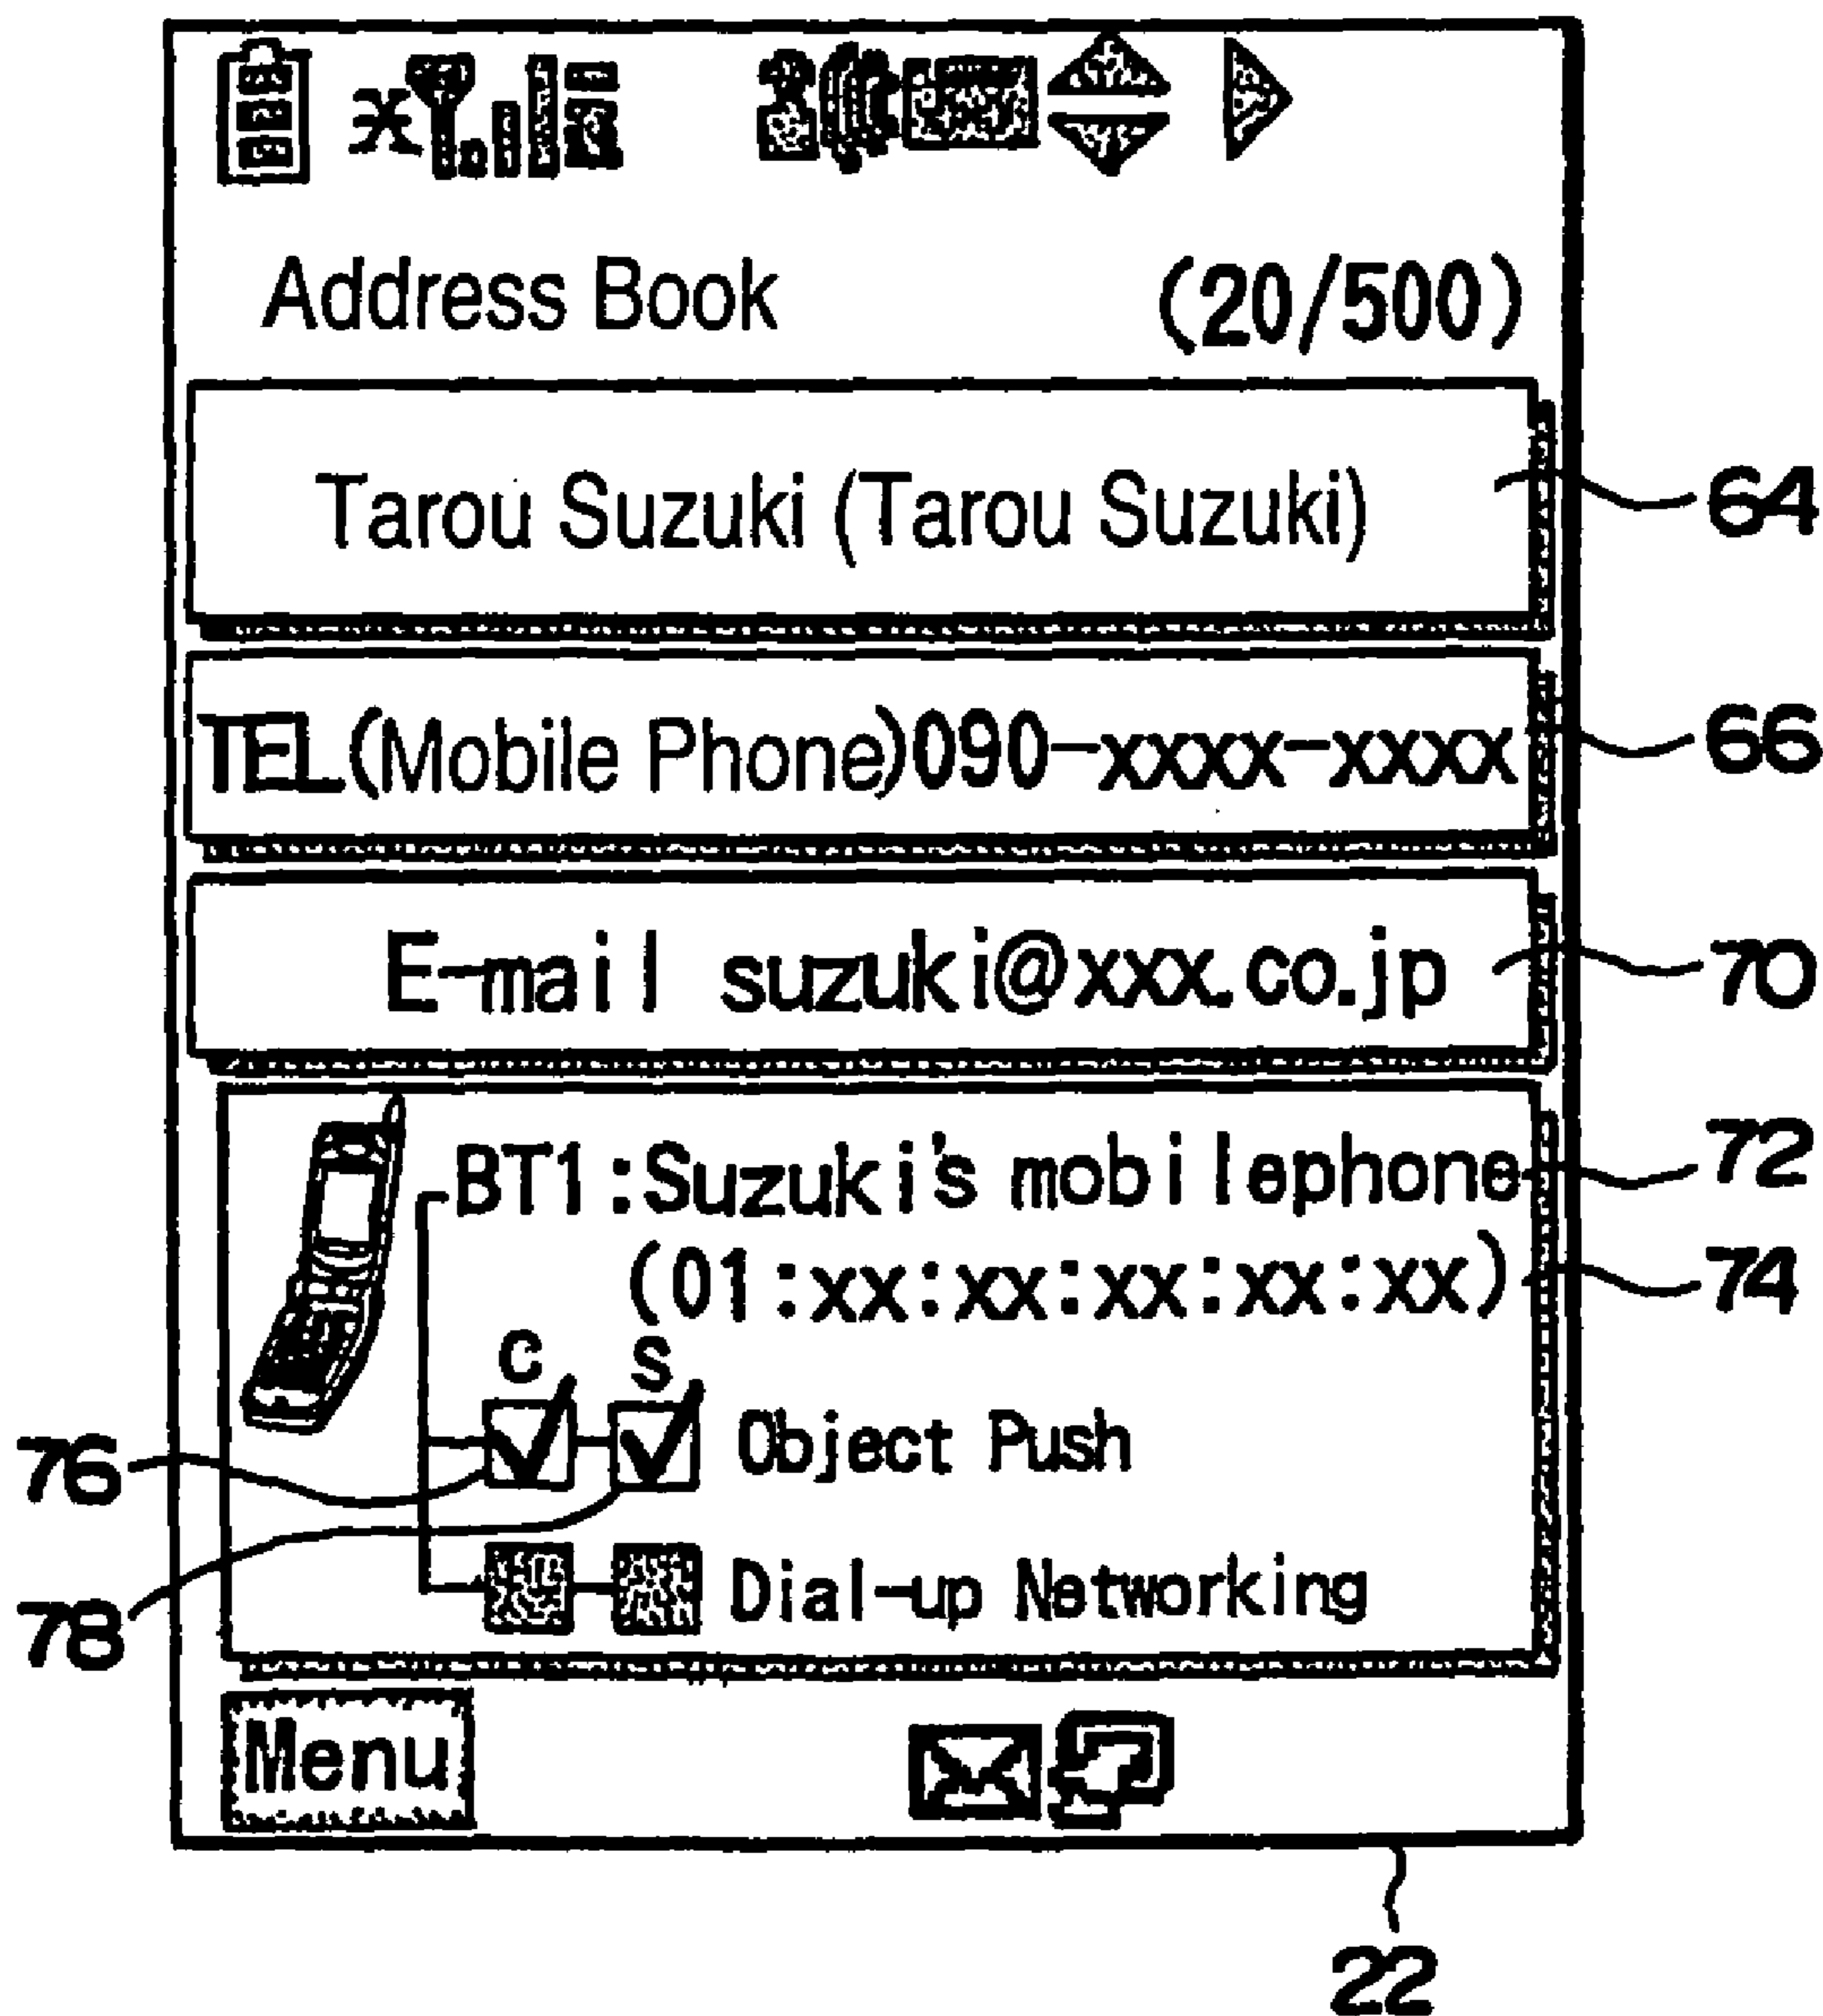 Address Book (20/500)
Tarou Suzuki (Tarou Suzuki) 64
TEL (Mobile Phone) 090-xxxx-xxxx 66
E-mail suzuki@xxx.co.jp 70
BT1:Suzuki's mobilephone 72
(01:xx:xx:xx:xx:xx) 74
C S
76 Object Push
78 Dial-up Networking
Menu
22